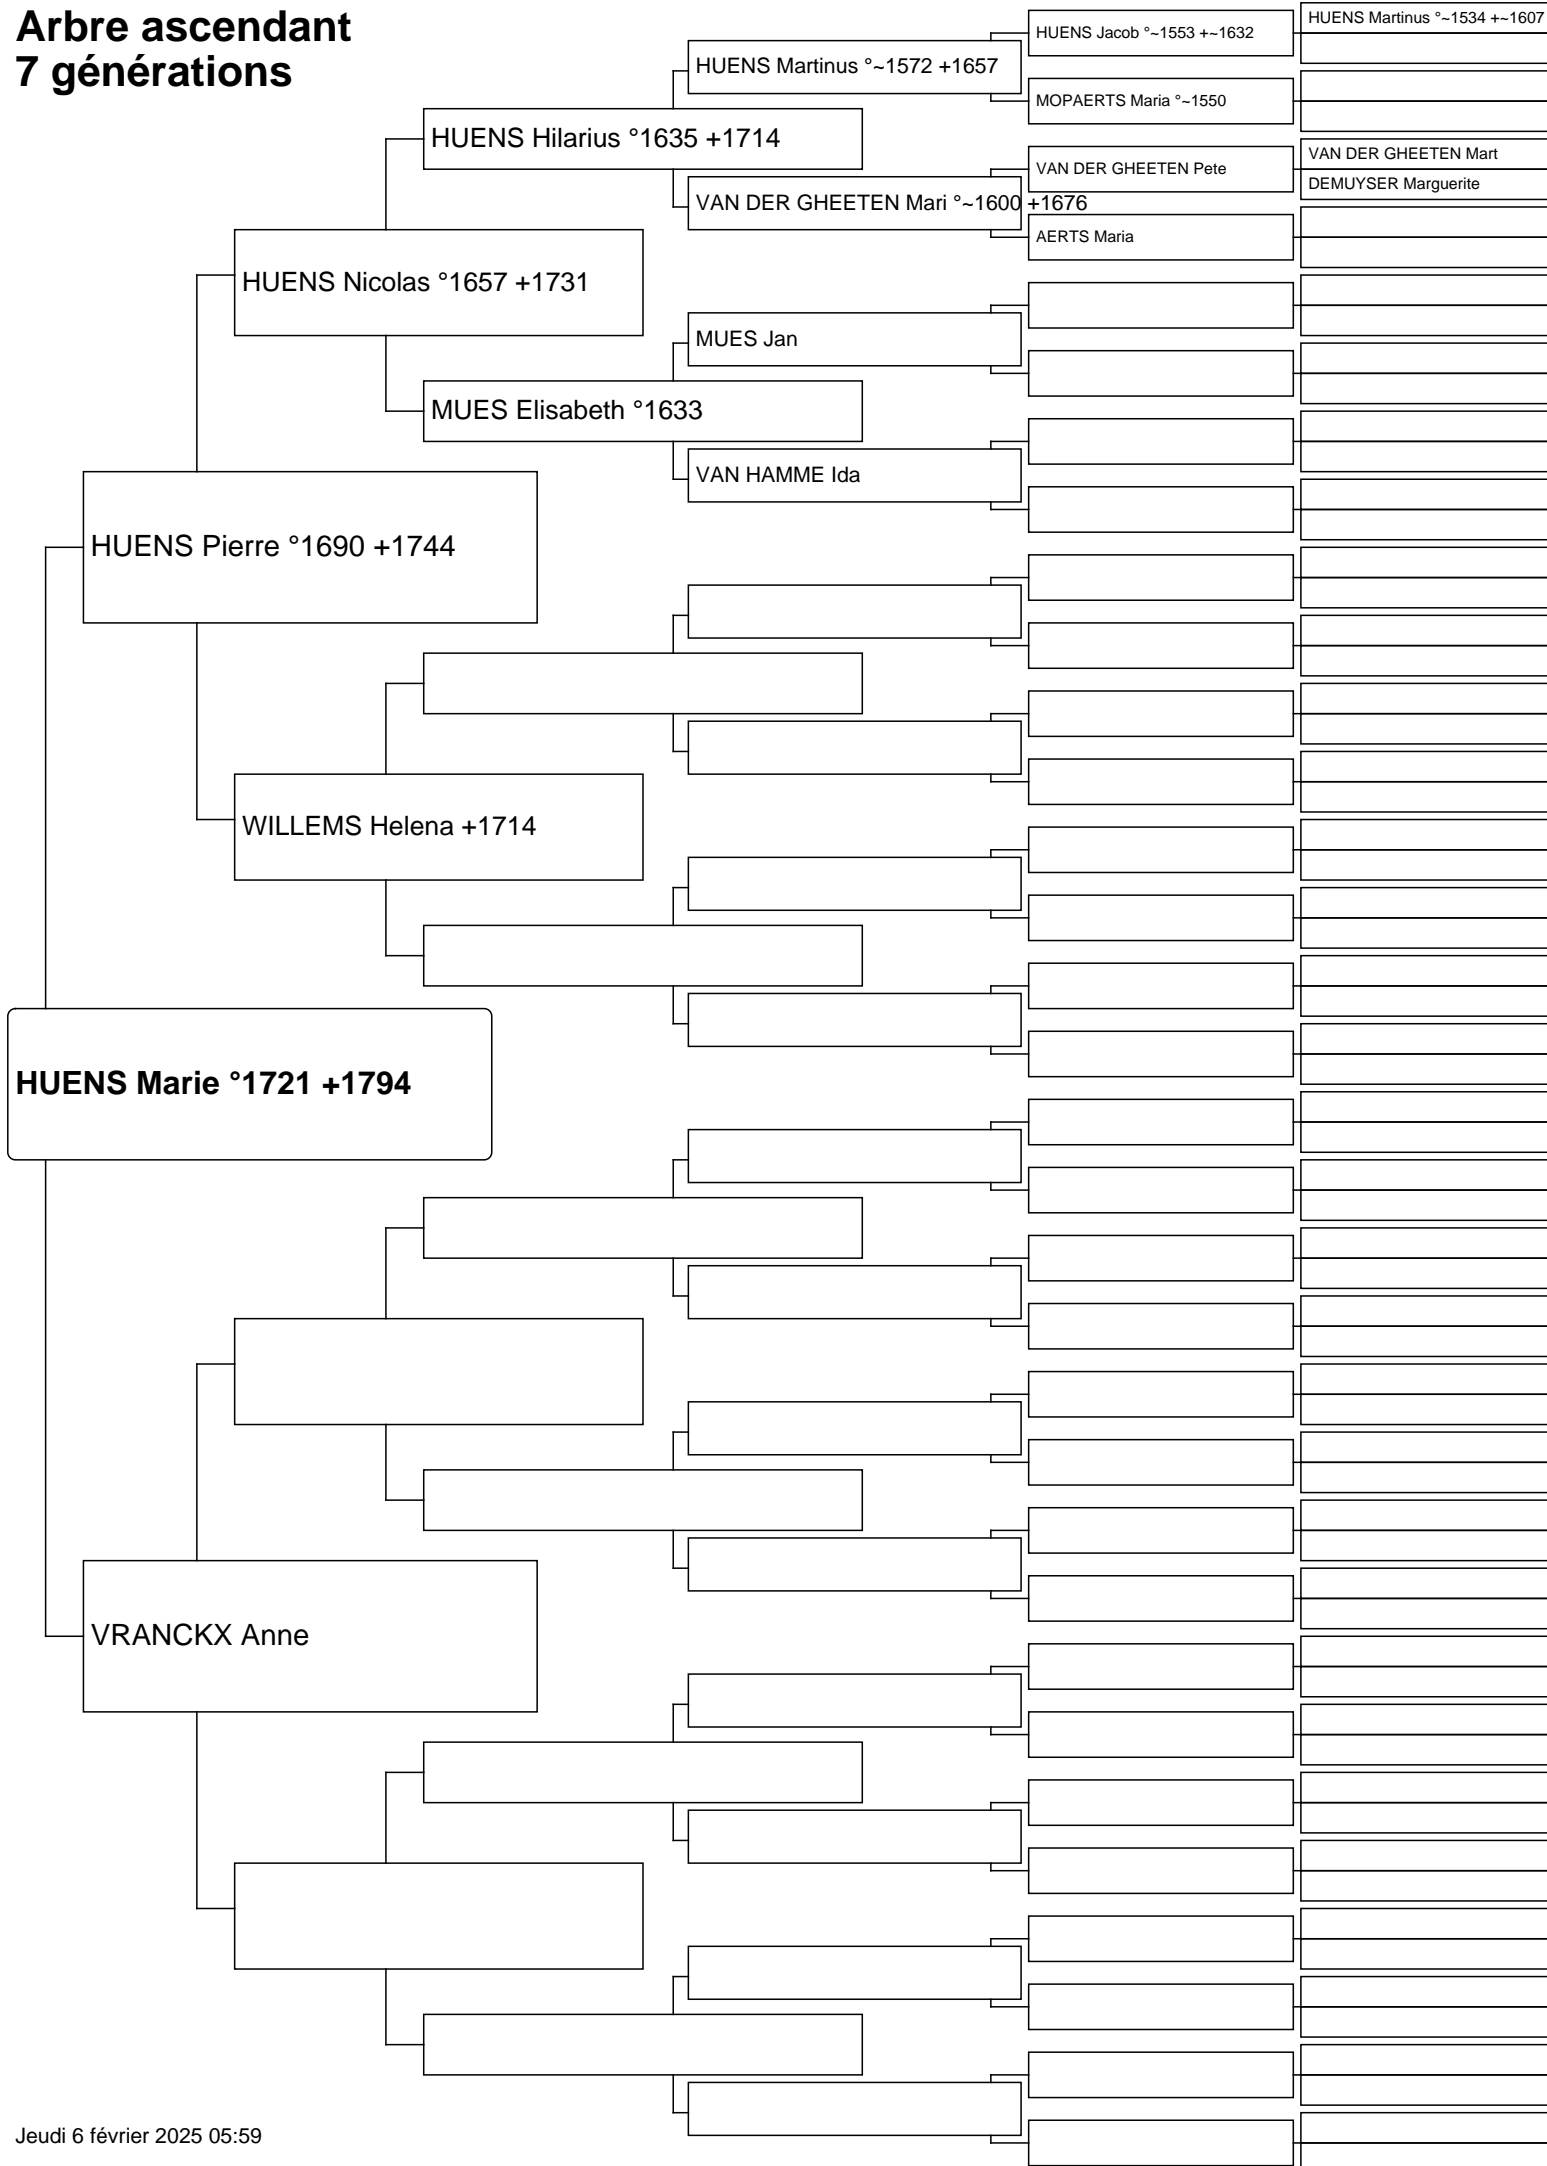 Arbre ascendant
7 générations
HUENS Martinus °~1534 +~1607
HUENS Jacob °~1553 +~1632
HUENS Martinus °~1572 +1657
MOPAERTS Maria °~1550
HUENS Hilarius °1635 +1714
VAN DER GHEETEN Mart
VAN DER GHEETEN Pete
DEMUYSER Marguerite
VAN DER GHEETEN Mari °~1600 +1676
AERTS Maria
HUENS Nicolas °1657 +1731
MUES Jan
MUES Elisabeth °1633
VAN HAMME Ida
HUENS Pierre °1690 +1744
WILLEMS Helena +1714
HUENS Marie °1721 +1794
VRANCKX Anne
Jeudi 6 février 2025 05:59